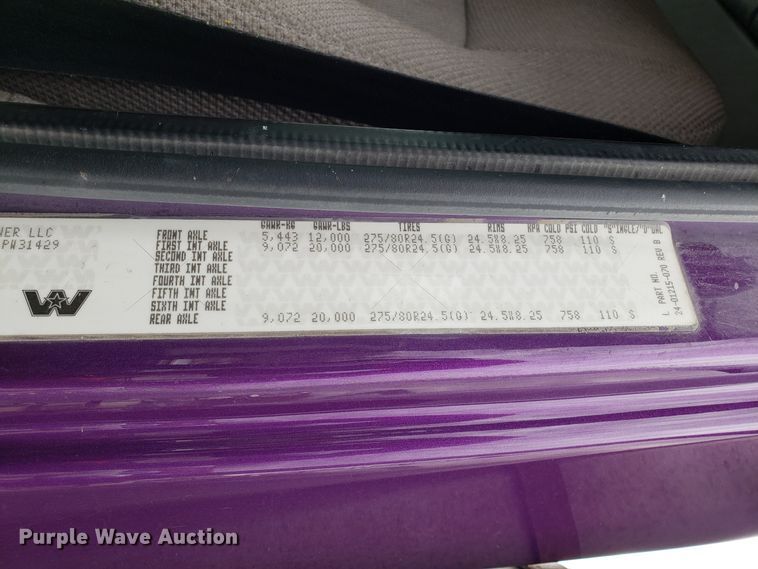 NER LLC
PW31429
W
GAWR-KG GAWR-LBS TIRES RIMS KPA COLD PSI COLD "S"INGLE/"D"UAL
FRONT AXLE 5,443 12,000 275/80R24.5(G) 24.5X8.25 758 110 S
FIRST INT AXLE 9,072 20,000 275/80R24.5(G) 24.5X8.25 758 110 S
SECOND INT AXLE
THIRD INT AXLE
FOURTH INT AXLE
FIFTH INT AXLE
SIXTH INT AXLE
REAR AXLE 9,072 20,000 275/80R24.5(G) 24.5X8.25 758 110 S
L PART NO.
24-01215-070 REV B
Purple Wave Auction